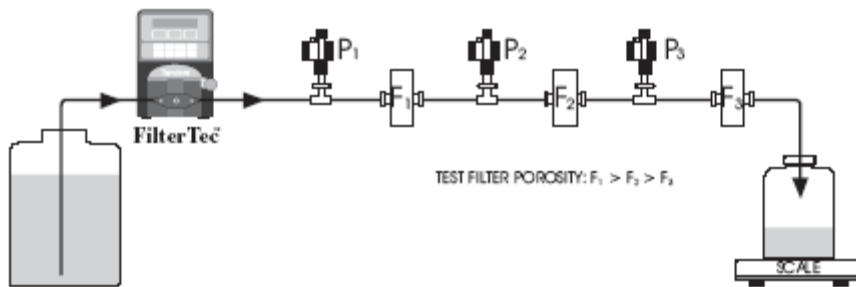 P₁
P₂
P₃
F₁
F₂
F₃
FilterTec
TEST FILTER POROSITY: F₁ > F₂ > F₃
SCALE